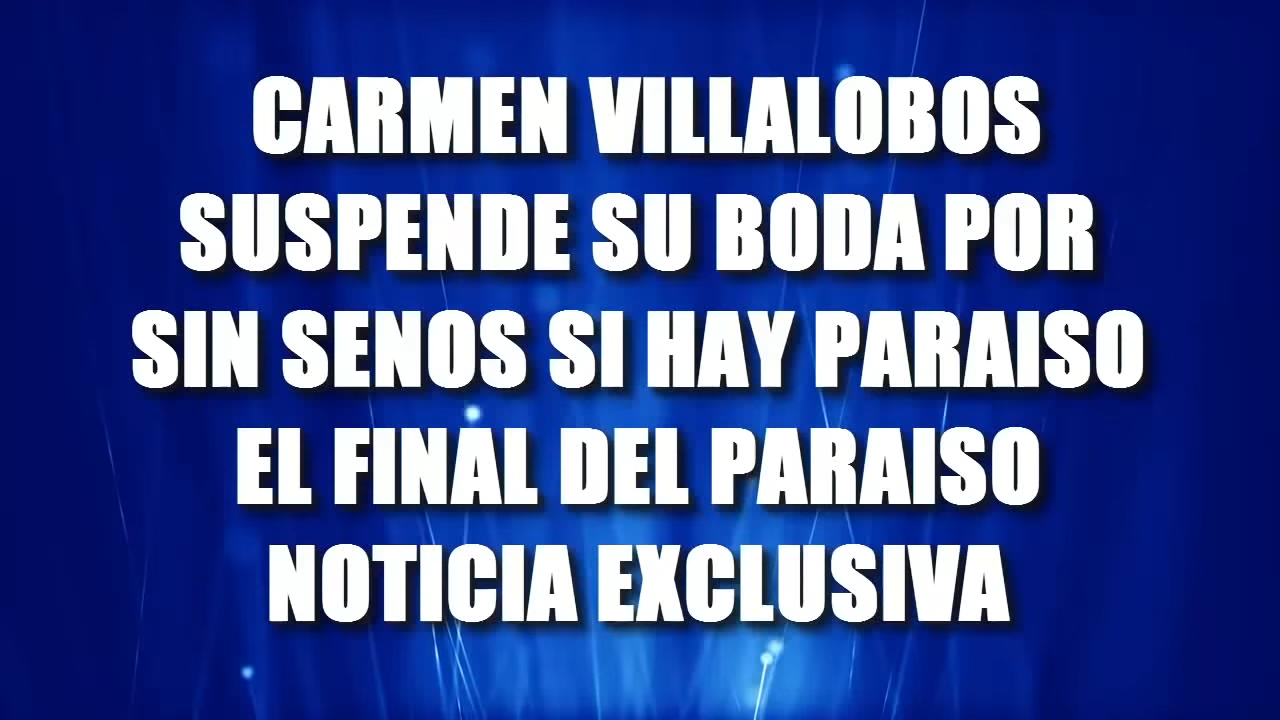 CARMEN VILLALOBOS
SUSPENDE SU BODA POR
SIN SENOS SI HAY PARAISO
EL FINAL DEL PARAISO
NOTICIA EXCLUSIVA